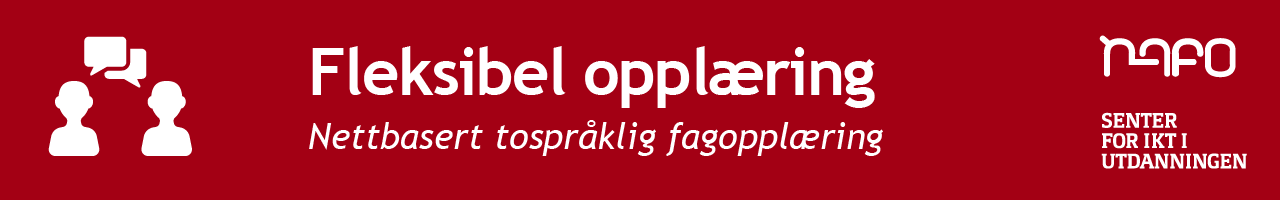 Fleksibel opplæring
Nettbasert tospråklig fagopplæring
nafo
SENTER
FOR IKT I
UTDANNINGEN